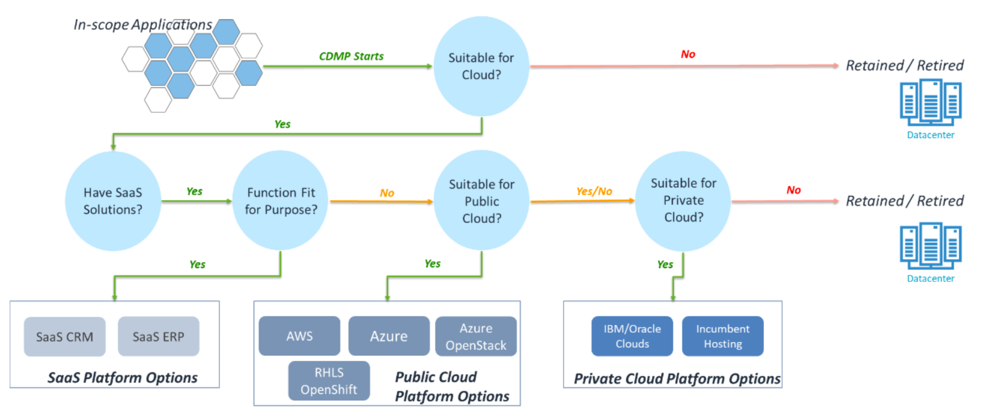 In-scope Applications
CDMP Starts
Suitable for
Cloud?
No
Retained / Retired
Datacenter
Yes
Have SaaS
Solutions?
Yes
Function Fit
for Purpose?
No
Suitable for
Public
Cloud?
Yes/No
Suitable for
Private
Cloud?
No
Retained / Retired
Datacenter
Yes
Yes
Yes
SaaS CRM
SaaS ERP
SaaS Platform Options
AWS
Azure
Azure
OpenStack
RHLS
OpenShift
Public Cloud
Platform Options
IBM/Oracle
Clouds
Incumbent
Hosting
Private Cloud Platform Options